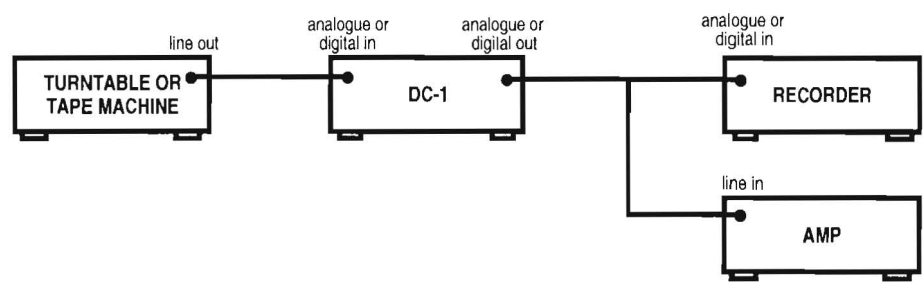 line out
analogue or
digital in
analogue or
digilal out
analogue or
digital in
TURNTABLE OR
TAPE MACHINE
DC-1
RECORDER
line in
AMP